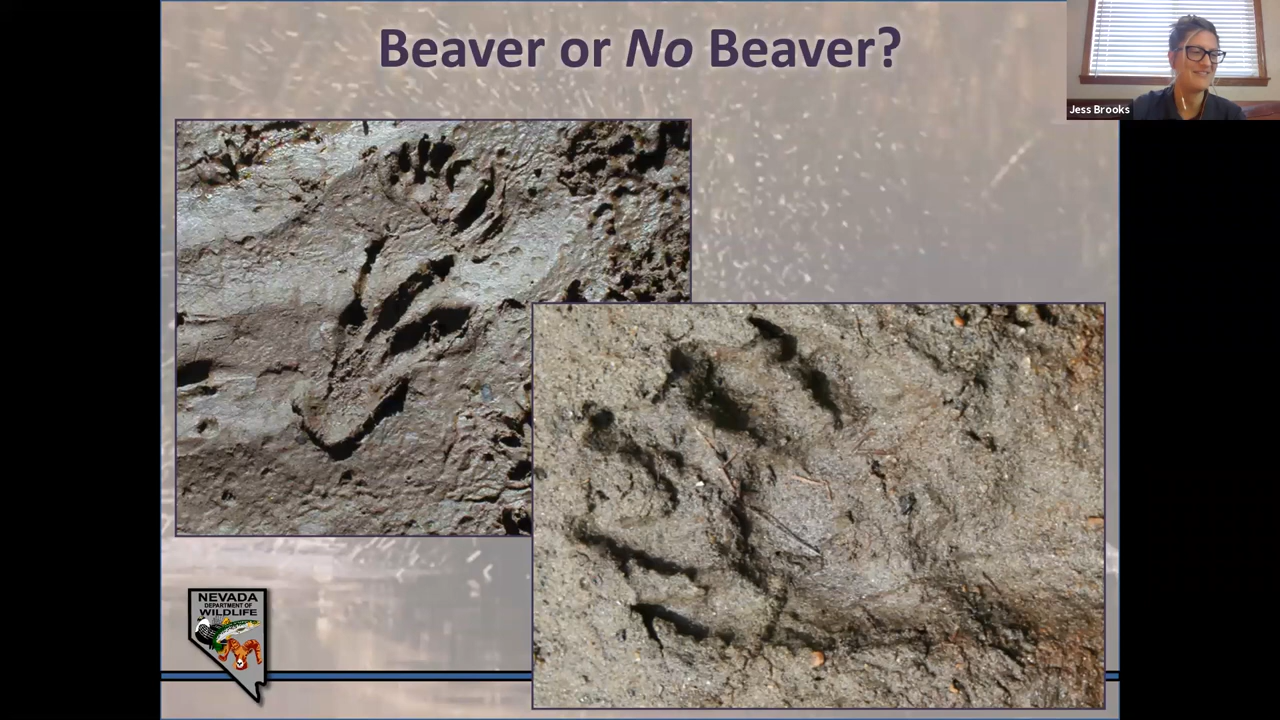 Beaver or No Beaver?
Jess Brooks
NEVADA
DEPARTMENT OF
WILDLIFE